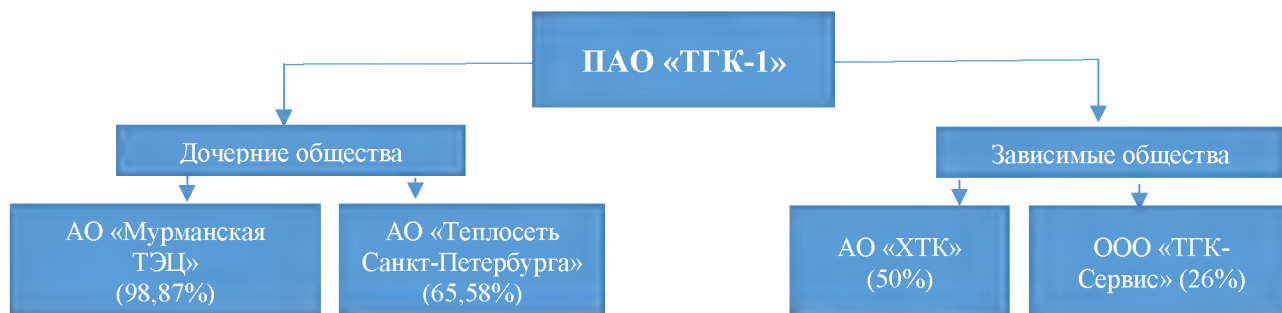 ПАО «ТГК-1»
Дочерние общества
Зависимые общества
АО «Мурманская
ТЭЦ»
(98,87%)
АО «Теплосеть
Санкт-Петербурга»
(65,58%)
АО «ХТК»
(50%)
ООО «ТГК-
Сервис» (26%)